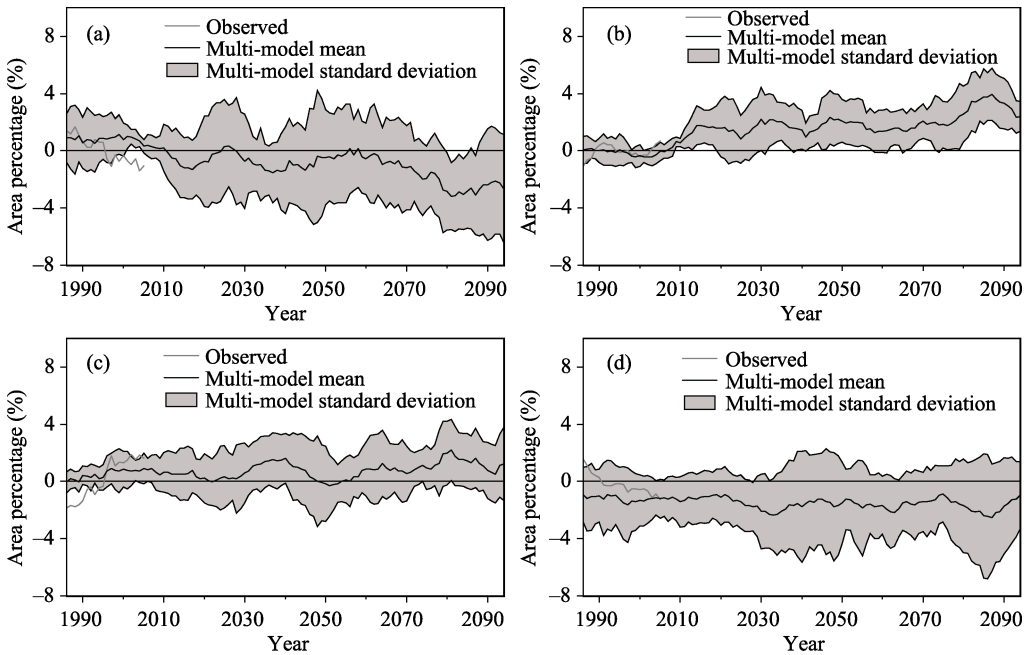 (a)
Observed
Multi-model mean
Multi-model standard deviation
8
4
0
−4
−8
Area percentage (%)
1990 2010 2030 2050 2070 2090
Year
(b)
Observed
Multi-model mean
Multi-model standard deviation
8
4
0
−4
−8
Area percentage (%)
1990 2010 2030 2050 2070 2090
Year
(c)
Observed
Multi-model mean
Multi-model standard deviation
8
4
0
−4
−8
Area percentage (%)
1990 2010 2030 2050 2070 2090
Year
(d)
Observed
Multi-model mean
Multi-model standard deviation
8
4
0
−4
−8
Area percentage (%)
1990 2010 2030 2050 2070 2090
Year